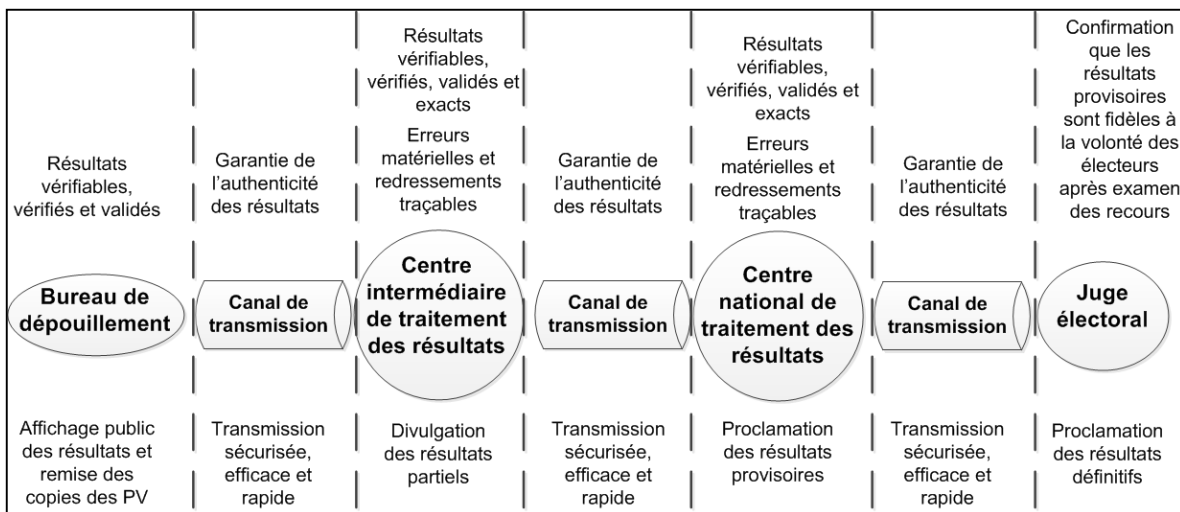 Résultats
vérifiables,
vérifiés et validés
Bureau de
dépouillement
Affichage public
des résultats et
remise des
copies des PV
Garantie de
l’authenticité
des résultats
Canal de
transmission
Transmission
sécurisée,
efficace et
rapide
Résultats
vérifiables,
vérifiés, validés et
exacts
Erreurs
matérielles et
redressements
traçables
Centre
intermédiaire
de traitement
des résultats
Divulgation
des résultats
partiels
Garantie de
l’authenticité
des résultats
Canal de
transmission
Transmission
sécurisée,
efficace et
rapide
Résultats
vérifiables,
vérifiés, validés et
exacts
Erreurs
matérielles et
redressements
traçables
Centre
national de
traitement des
résultats
Proclamation
des résultats
provisoires
Garantie de
l’authenticité
des résultats
Canal de
transmission
Transmission
sécurisée,
efficace et
rapide
Confirmation
que les
résultats
provisoires
sont fidèles à
la volonté des
électeurs
après examen
des recours
Juge
électoral
Proclamation
des résultats
définitifs